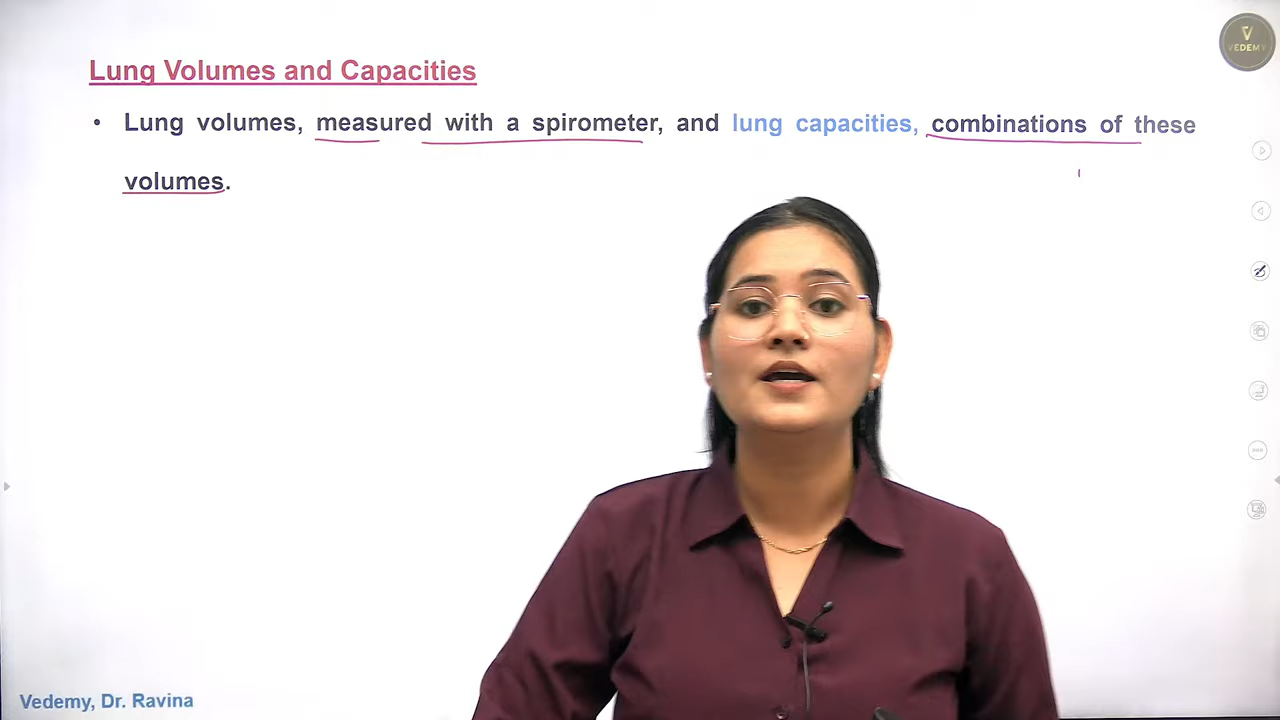 V
VEDEMY
Lung Volumes and Capacities
• Lung volumes, measured with a spirometer, and lung capacities, combinations of these
volumes.
Vedemy, Dr. Ravina